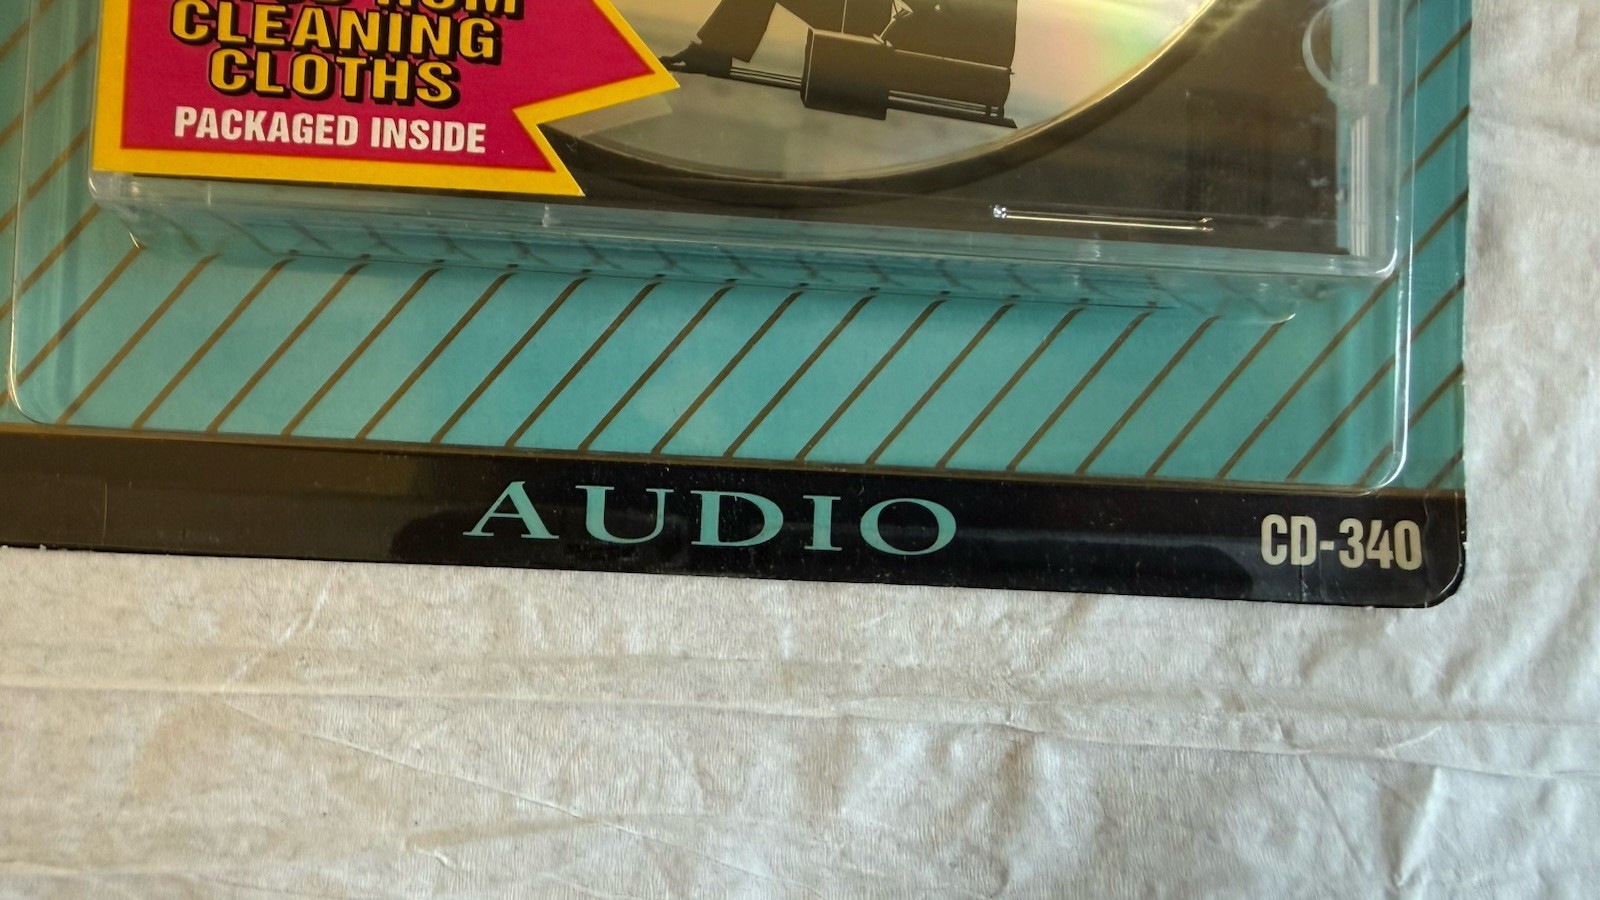 CLEANING
CLOTHS
PACKAGED INSIDE
AUDIO
CD-340